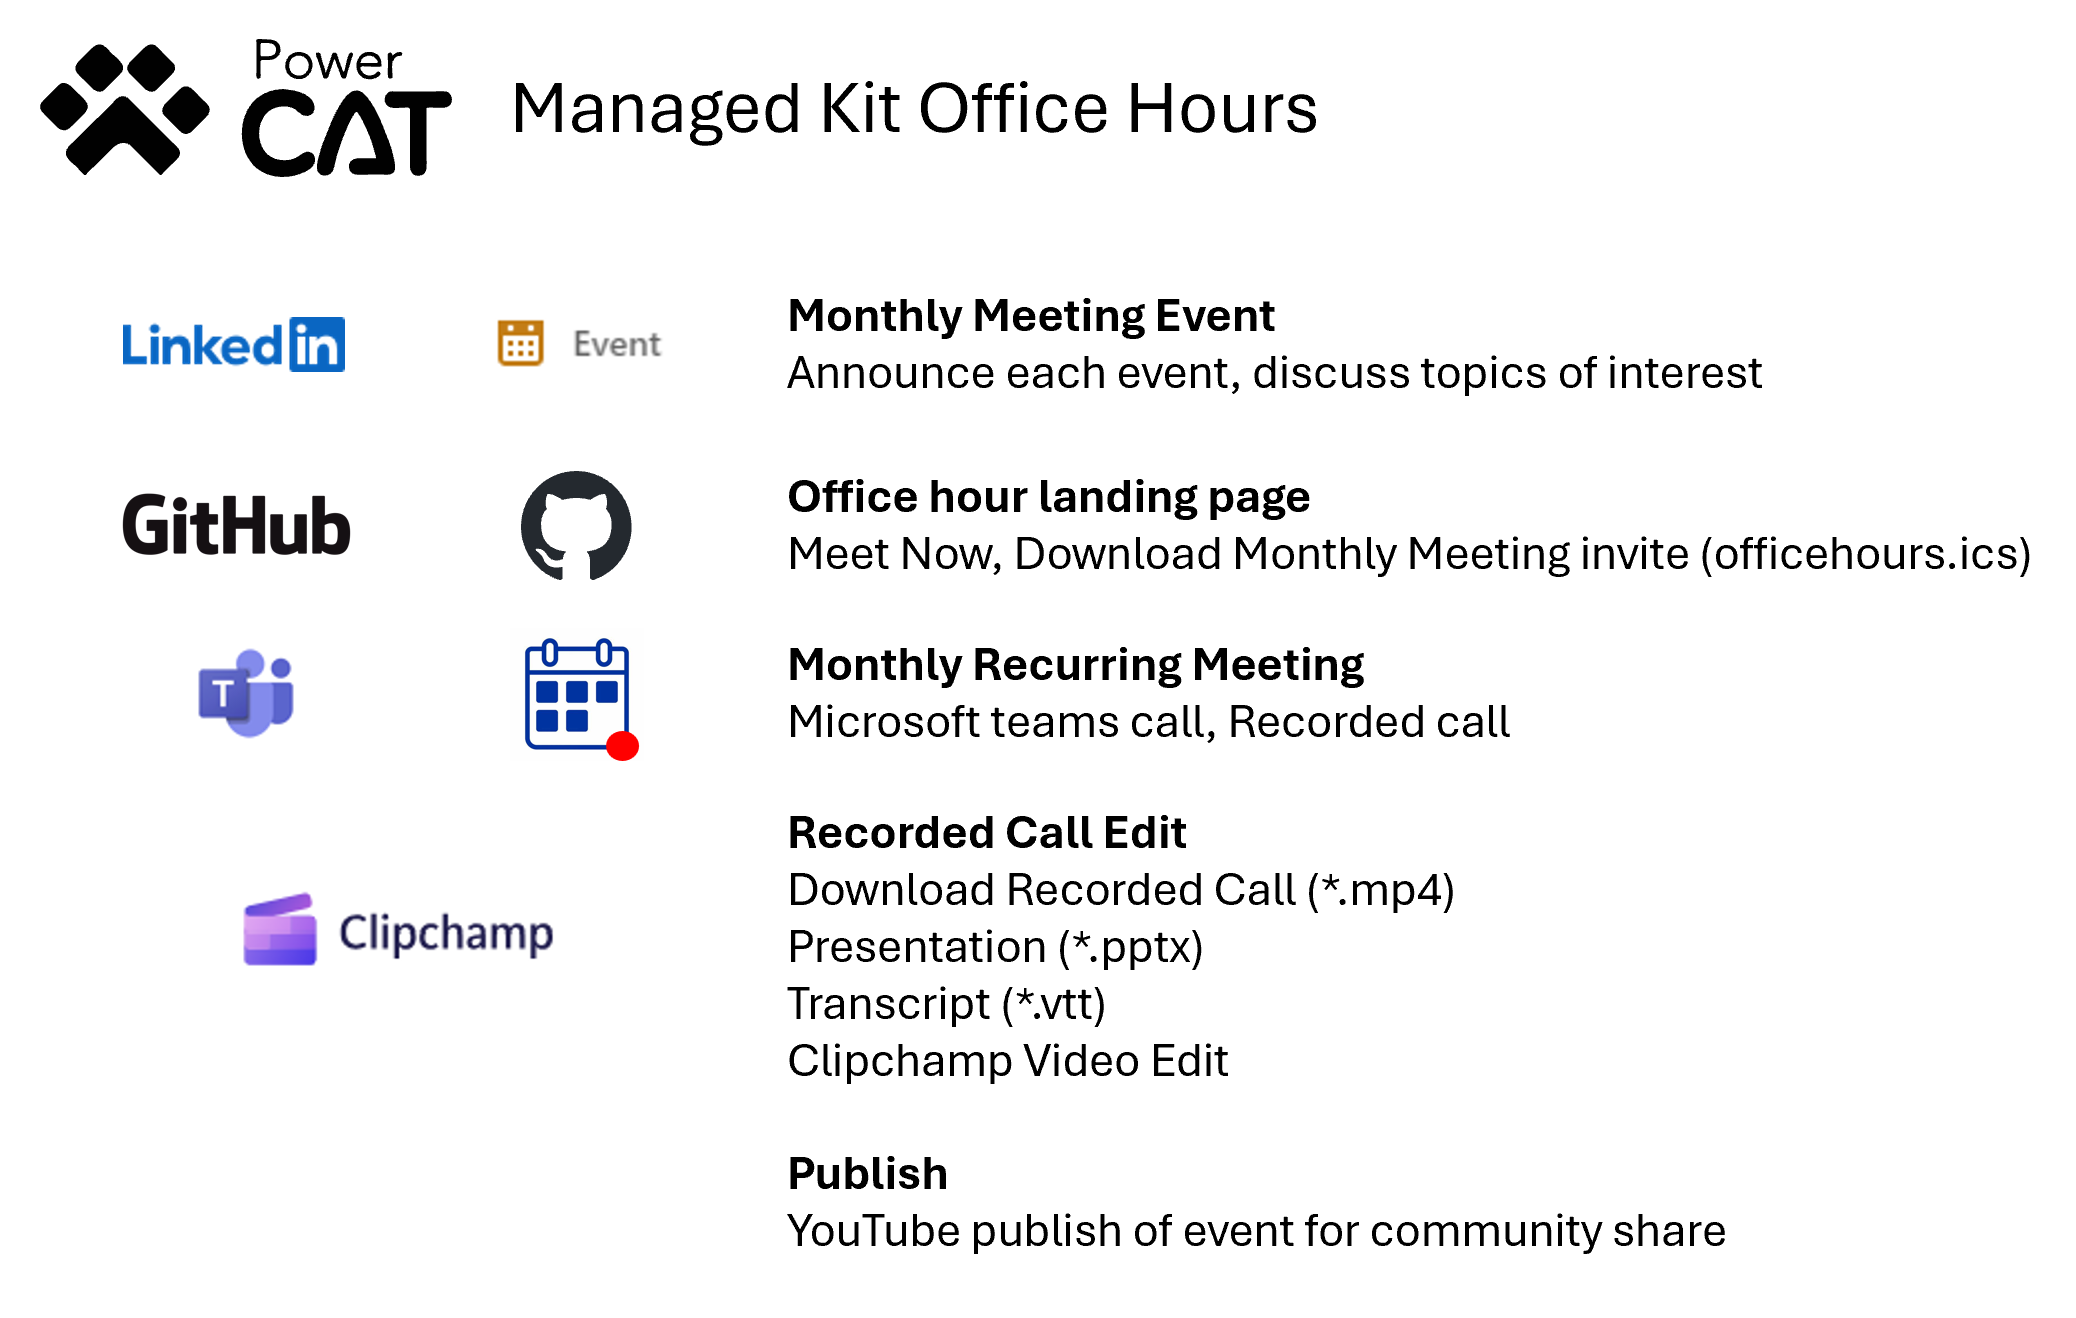 Power
CAT
Managed Kit Office Hours
LinkedIn
Event
Monthly Meeting Event
Announce each event, discuss topics of interest
GitHub
Office hour landing page
Meet Now, Download Monthly Meeting invite (officehours.ics)
T
Monthly Recurring Meeting
Microsoft teams call, Recorded call
Clipchamp
Recorded Call Edit
Download Recorded Call (*.mp4)
Presentation (*.pptx)
Transcript (*.vtt)
Clipchamp Video Edit
Publish
YouTube publish of event for community share